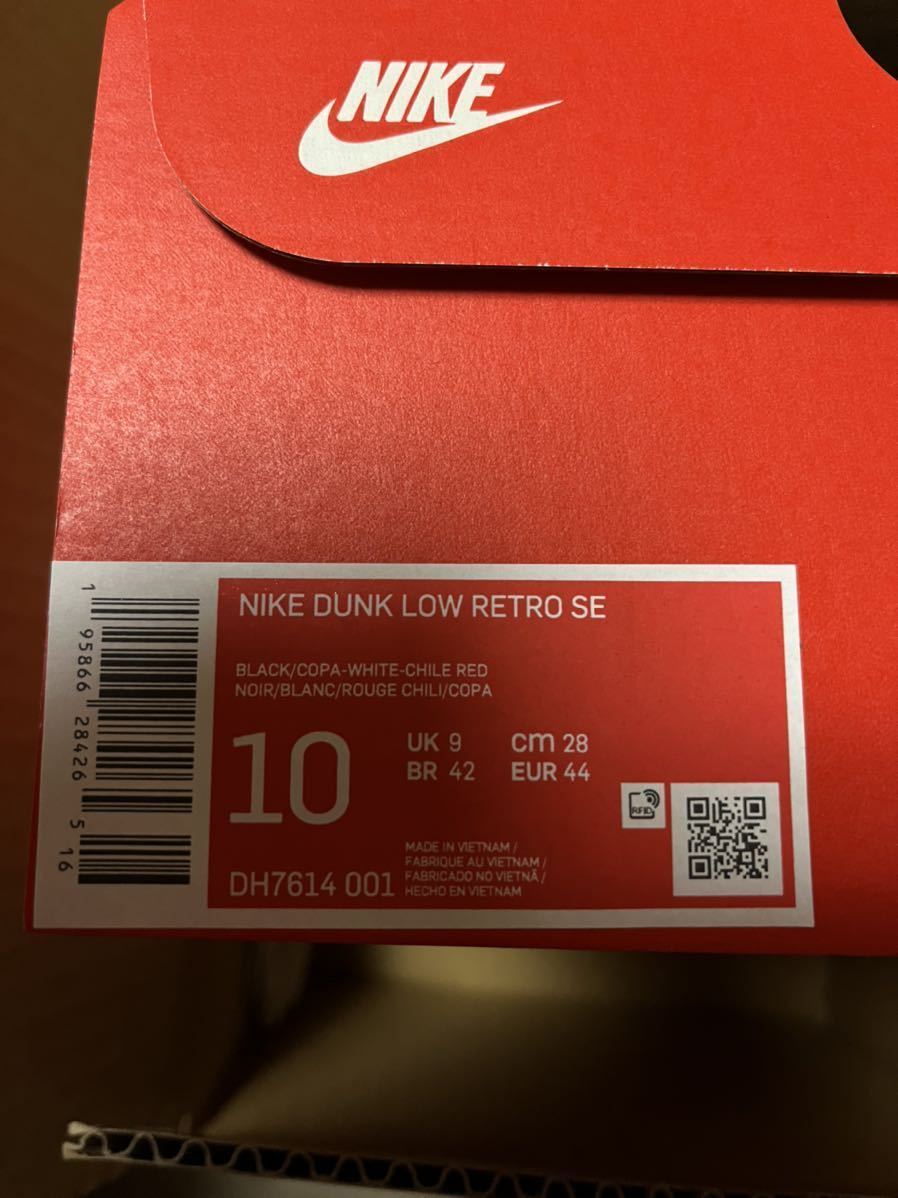 NIKE
NIKE DUNK LOW RETRO SE
BLACK/COPA-WHITE-CHILE RED
NOIR/BLANC/ROUGE CHILI/COPA
10
UK 9 cm 28
BR 42 EUR 44
RFID
MADE IN VIETNAM /
FABRIQUE AU VIETNAM /
FABRICADO NO VIETNÃ /
HECHO EN VIETNAM
DH7614 001
1 95866 28426 5 16